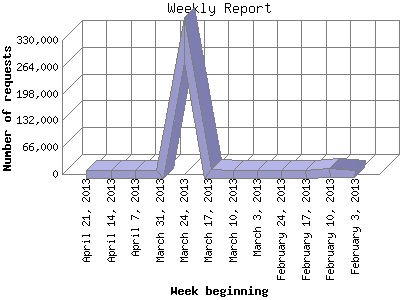 Weekly Report
Number of requests
330,000
264,000
198,000
132,000
66,000
0
April 21, 2013
April 14, 2013
April 7, 2013
March 31, 2013
March 24, 2013
March 17, 2013
March 10, 2013
March 3, 2013
February 24, 2013
February 17, 2013
February 10, 2013
February 3, 2013
Week beginning